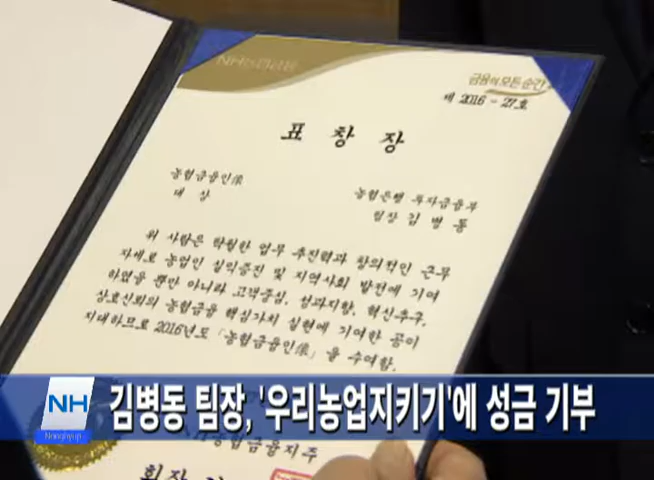 NH농협금융
금융의 모든 순간
제 2016 - 27호
표 창 장
농협금융인像
대 상
농협은행 투자금융부
팀장 김 병 동
위 사람은 탁월한 업무 추진력과 창의적인 근무
자세로 농업인 실익증진 및 지역사회 발전에 기여
하였을 뿐만 아니라 고객중심, 성과지향, 혁신추구,
상호신뢰의 농협금융 핵심가치 실현에 기여한 공이
지대하므로 2016년도 「농협금융인像」을 수여함.
NH
Nonghyup
김병동 팀장, '우리농업지키기'에 성금 기부
농협금융지주
회장